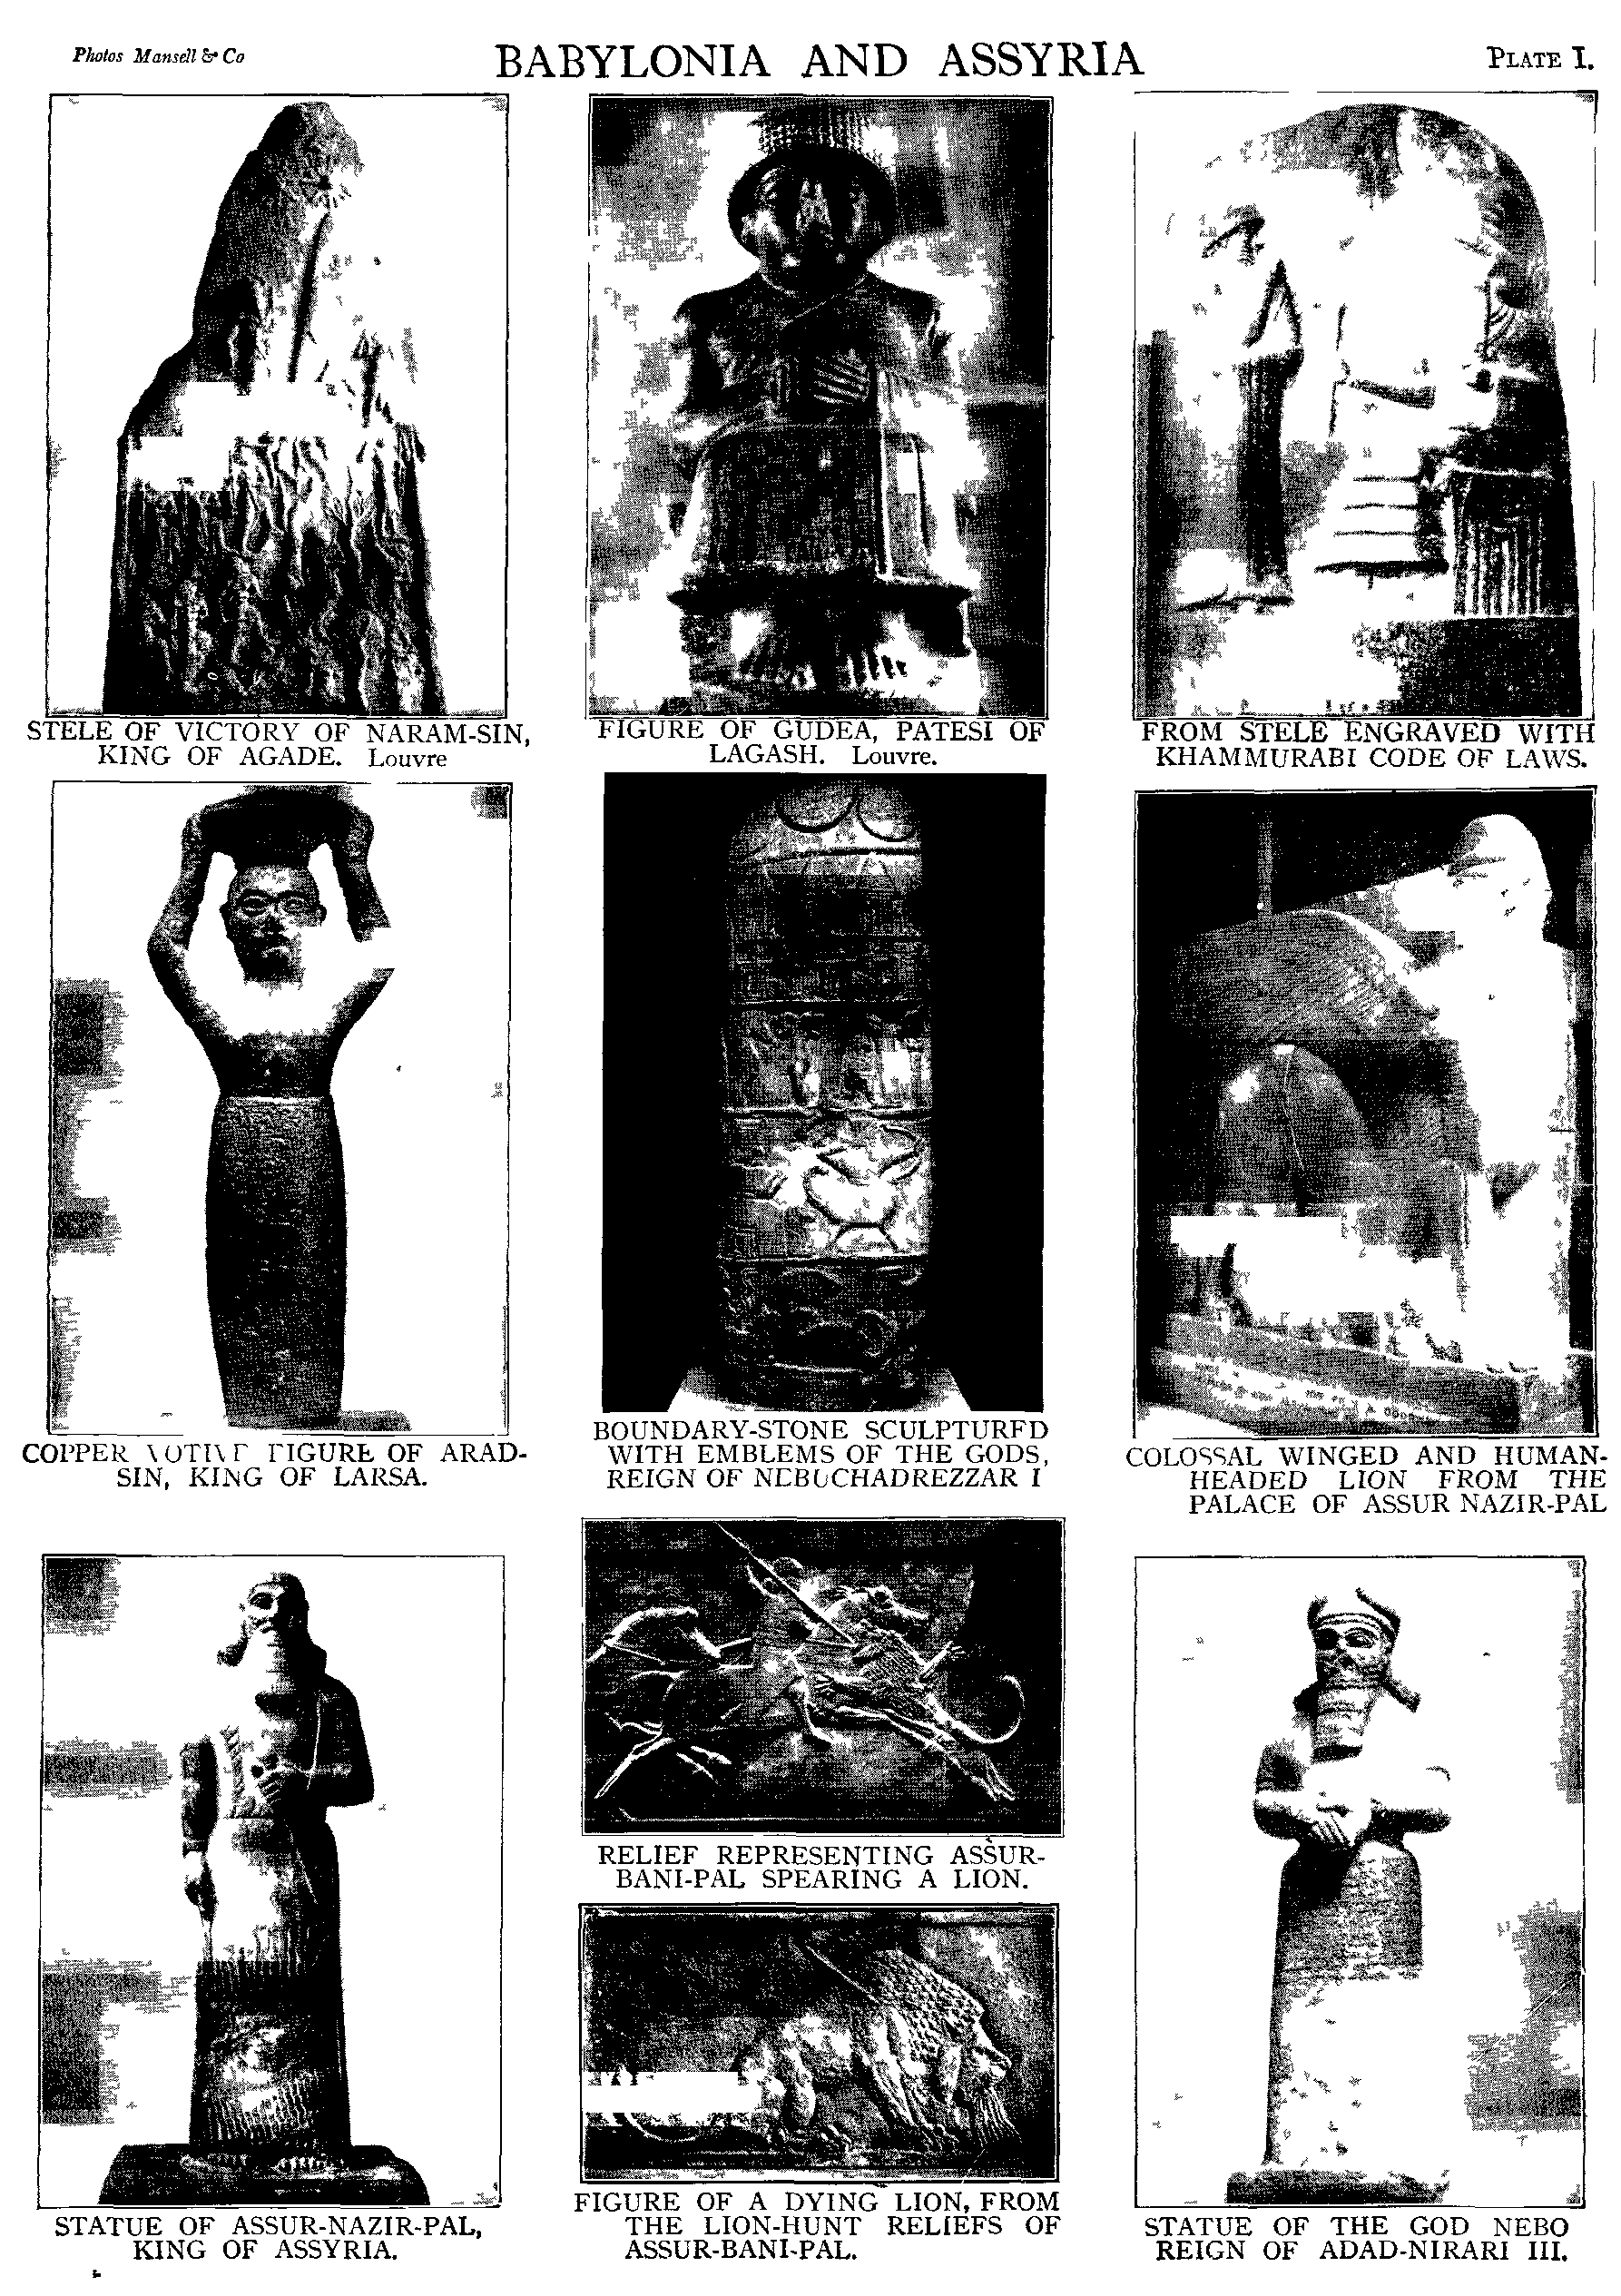 Photos Mansell & Co
BABYLONIA AND ASSYRIA
PLATE I.
STELE OF VICTORY OF NARAM-SIN,
KING OF AGADE. Louvre
FIGURE OF GUDEA, PATESI OF
LAGASH. Louvre.
FROM STELE ENGRAVED WITH
KHAMMURABI CODE OF LAWS.
COPPER VOTIVE FIGURE OF ARAD-
SIN, KING OF LARSA.
BOUNDARY-STONE SCULPTURED
WITH EMBLEMS OF THE GODS,
REIGN OF NEBUCHADREZZAR I
COLOSSAL WINGED AND HUMAN-
HEADED LION FROM THE
PALACE OF ASSUR NAZIR-PAL
STATUE OF ASSUR-NAZIR-PAL,
KING OF ASSYRIA.
RELIEF REPRESENTING ASSUR-
BANI-PAL SPEARING A LION.
FIGURE OF A DYING LION, FROM
THE LION-HUNT RELIEFS OF
ASSUR-BANI-PAL.
STATUE OF THE GOD NEBO
REIGN OF ADAD-NIRARI III.